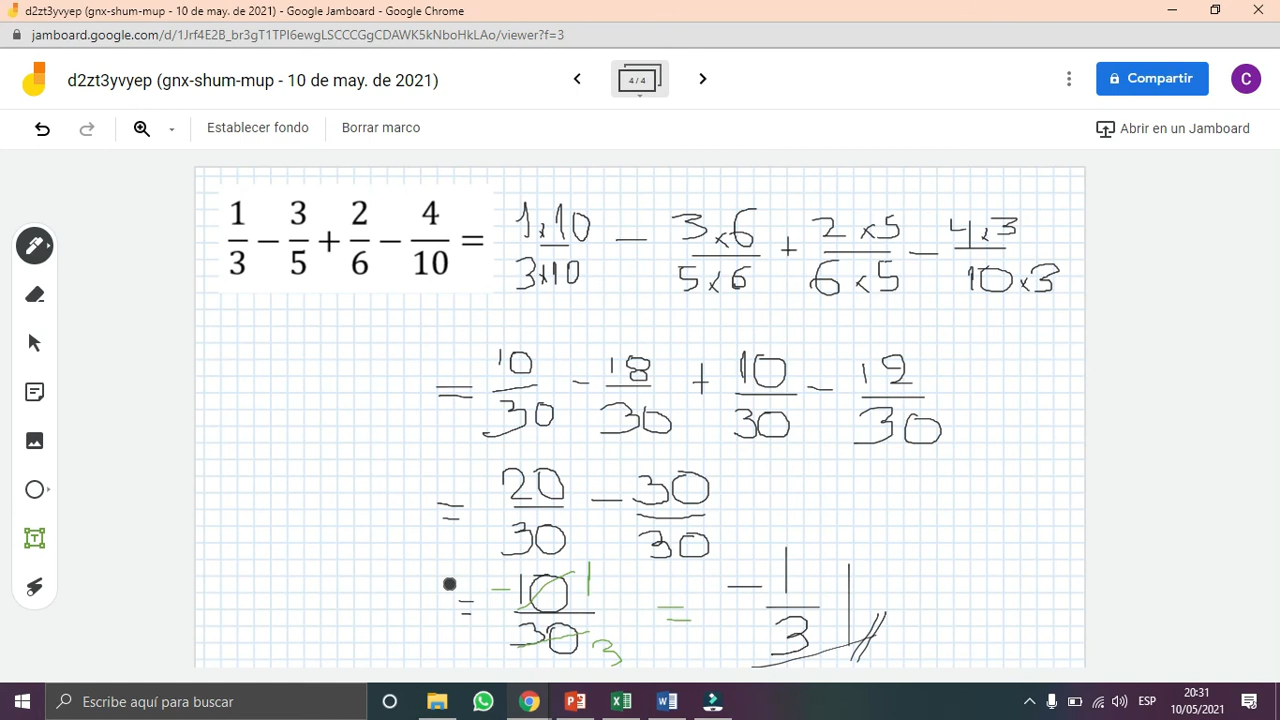 d2zt3yvyep (gnx-shum-mup - 10 de may. de 2021) - Google Jamboard - Google Chrome
jamboard.google.com/d/1Jrf4E2B_br3gT1TPI6ewgLSCCCGgCDAWK5kNboHkLAo/viewer?f=3
d2zt3yvyep (gnx-shum-mup - 10 de may. de 2021)
4 / 4
Compartir
C
Establecer fondo
Borrar marco
Abrir en un Jamboard
1/3 − 3/5 + 2/6 − 4/10 = 1x10/3x10 − 3x6/5x6 + 2x5/6x5 − 4x3/10x3
= 10/30 - 18/30 + 10/30 - 12/30
= 20/30 − 30/30
= -10/30 1/3 = -1/3
Escribe aquí para buscar
ESP
20:31
10/05/2021